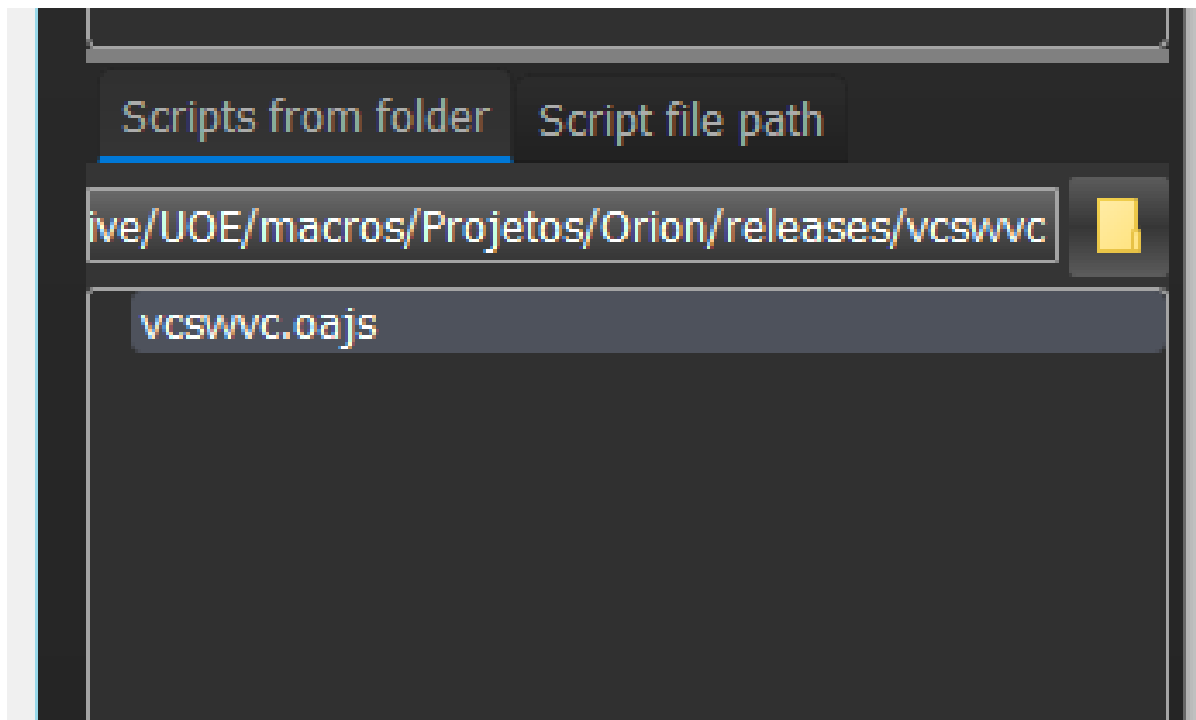 Scripts from folder
Script file path
ive/UOE/macros/Projetos/Orion/releases/vcswvc
vcswvc.oajs